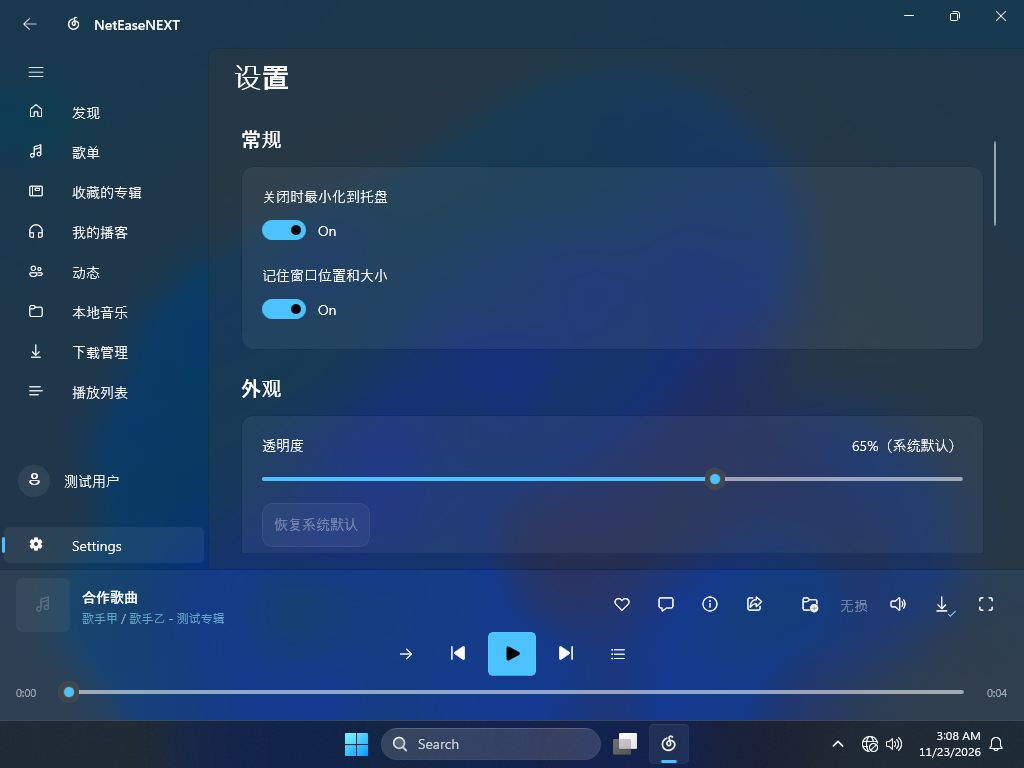 NetEaseNEXT
设置
发现
歌单
收藏的专辑
我的播客
动态
本地音乐
下载管理
播放列表
测试用户
Settings
常规
关闭时最小化到托盘
On
记住窗口位置和大小
On
外观
透明度
65%（系统默认）
恢复系统默认
合作歌曲
歌手甲 / 歌手乙 - 测试专辑
无损
0:00
0:04
Search
3:08 AM
11/23/2026